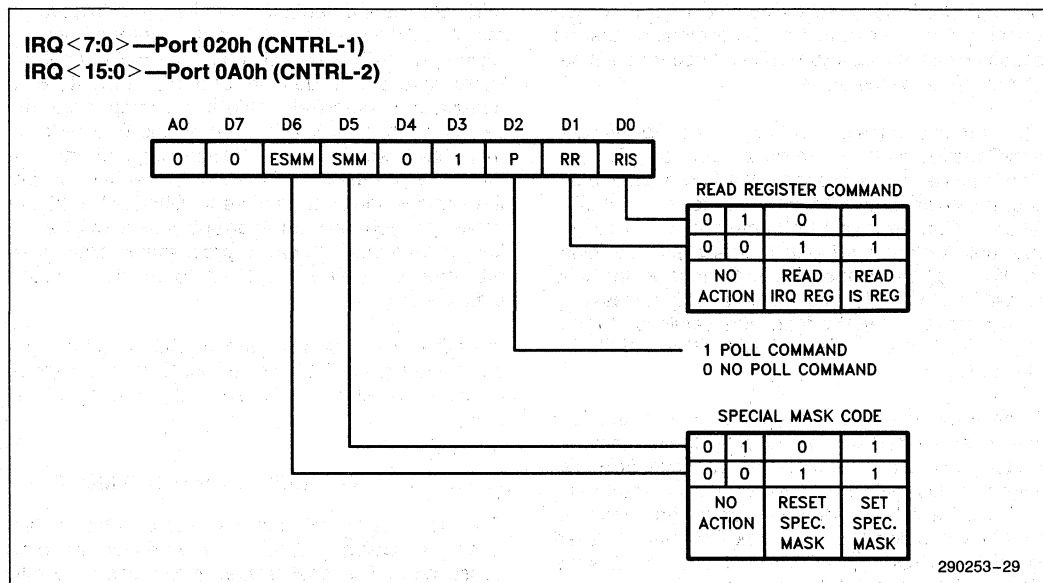 IRQ<7:0>—Port 020h (CNTRL-1)
IRQ<15:0>—Port 0A0h (CNTRL-2)
A0 D7 D6 D5 D4 D3 D2 D1 D0
0 0 ESMM SMM 0 1 P RR RIS
READ REGISTER COMMAND
0 1 0 1
0 0 1 1
NO ACTION READ IRQ REG READ IS REG
1 POLL COMMAND
0 NO POLL COMMAND
SPECIAL MASK CODE
0 1 0 1
0 0 1 1
NO ACTION RESET SPEC. MASK SET SPEC. MASK
290253-29